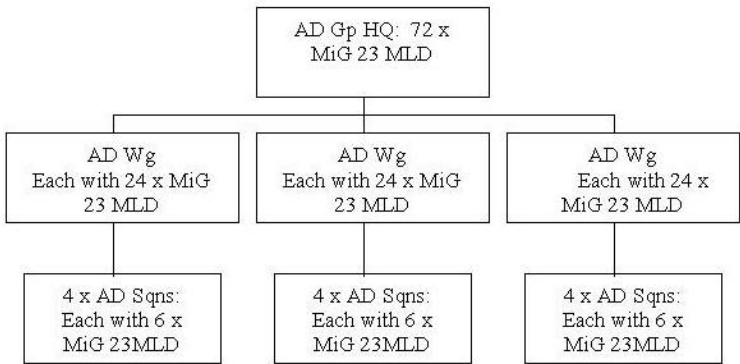 AD Gp HQ: 72 x
MiG 23 MLD
AD Wg
Each with 24 x MiG
23 MLD
AD Wg
Each with 24 x MiG
23 MLD
AD Wg
Each with 24 x
MiG 23 MLD
4 x AD Sqns:
Each with 6 x
MiG 23MLD
4 x AD Sqns:
Each with 6 x
MiG 23MLD
4 x AD Sqns:
Each with 6 x
MiG 23MLD